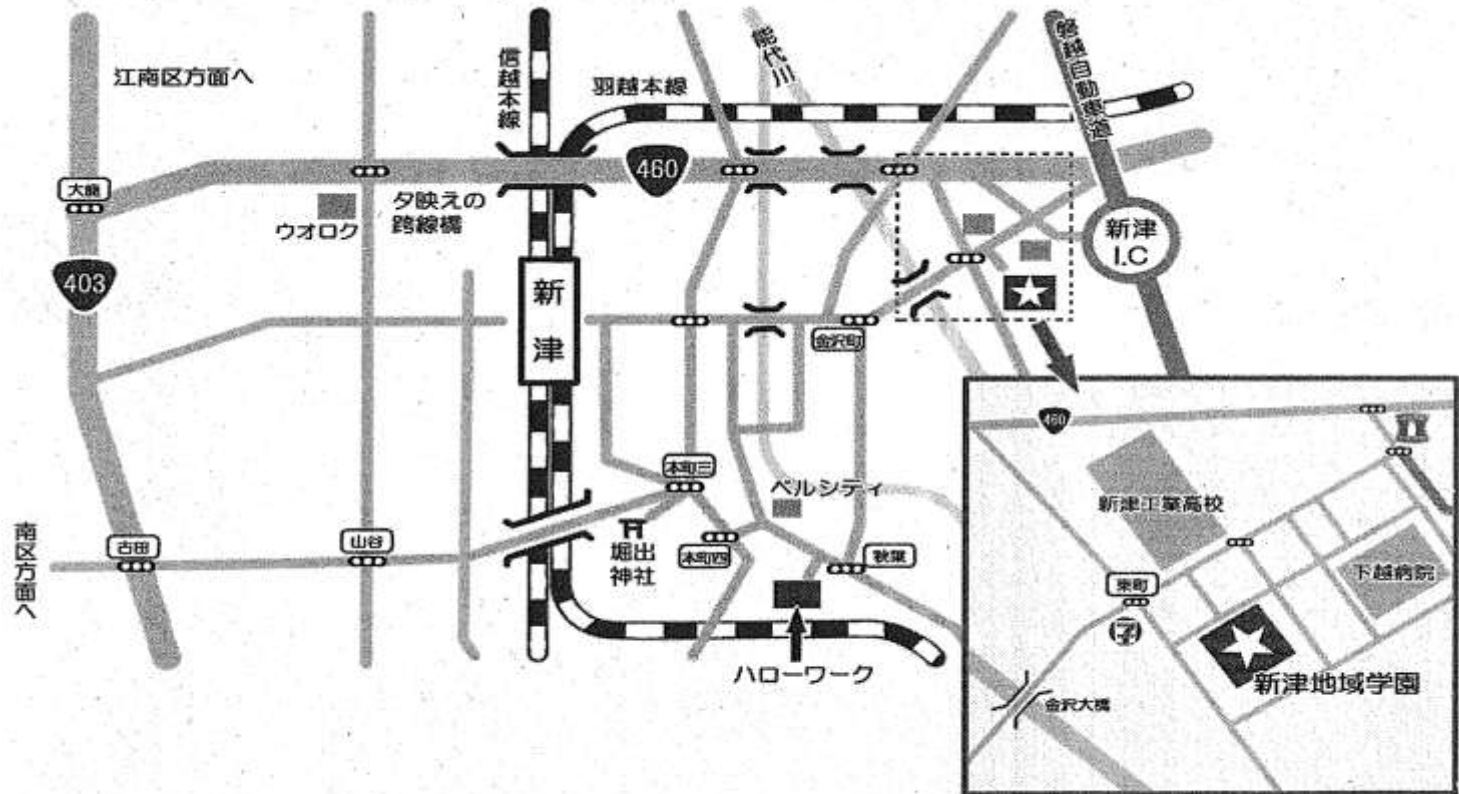 江南区方面へ
信越本線
羽越本線
能代川
磐越自動車道
460
大鹿
ウオロク
夕映えの
跨線橋
新津
I.C
403
新津
金沢町
本町三
ベルシティ
南区方面へ
古田
山谷
堀出
神社
本町四
秋葉
ハローワーク
460
新津工業高校
下越病院
東町
新津地域学園
金沢大橋